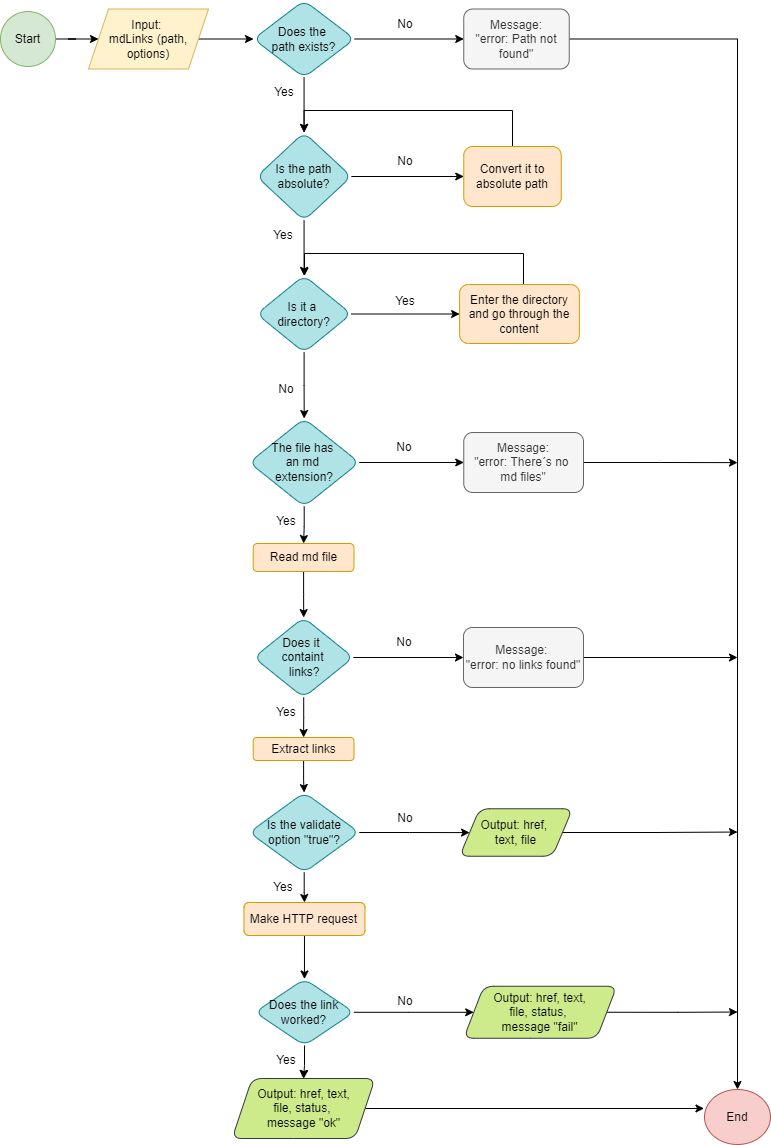 Start
Input:
mdLinks (path,
options)
Does the
path exists?
No
Message:
"error: Path not
found"
Yes
Is the path
absolute?
No
Convert it to
absolute path
Yes
Is it a
directory?
Yes
Enter the directory
and go through the
content
No
The file has
an md
extension?
No
Message:
"error: There´s no
md files"
Yes
Read md file
Does it
containt
links?
No
Message:
"error: no links found"
Yes
Extract links
Is the validate
option "true"?
No
Output: href,
text, file
Yes
Make HTTP request
Does the link
worked?
No
Output: href, text,
file, status,
message "fail"
Yes
Output: href, text,
file, status,
message "ok"
End